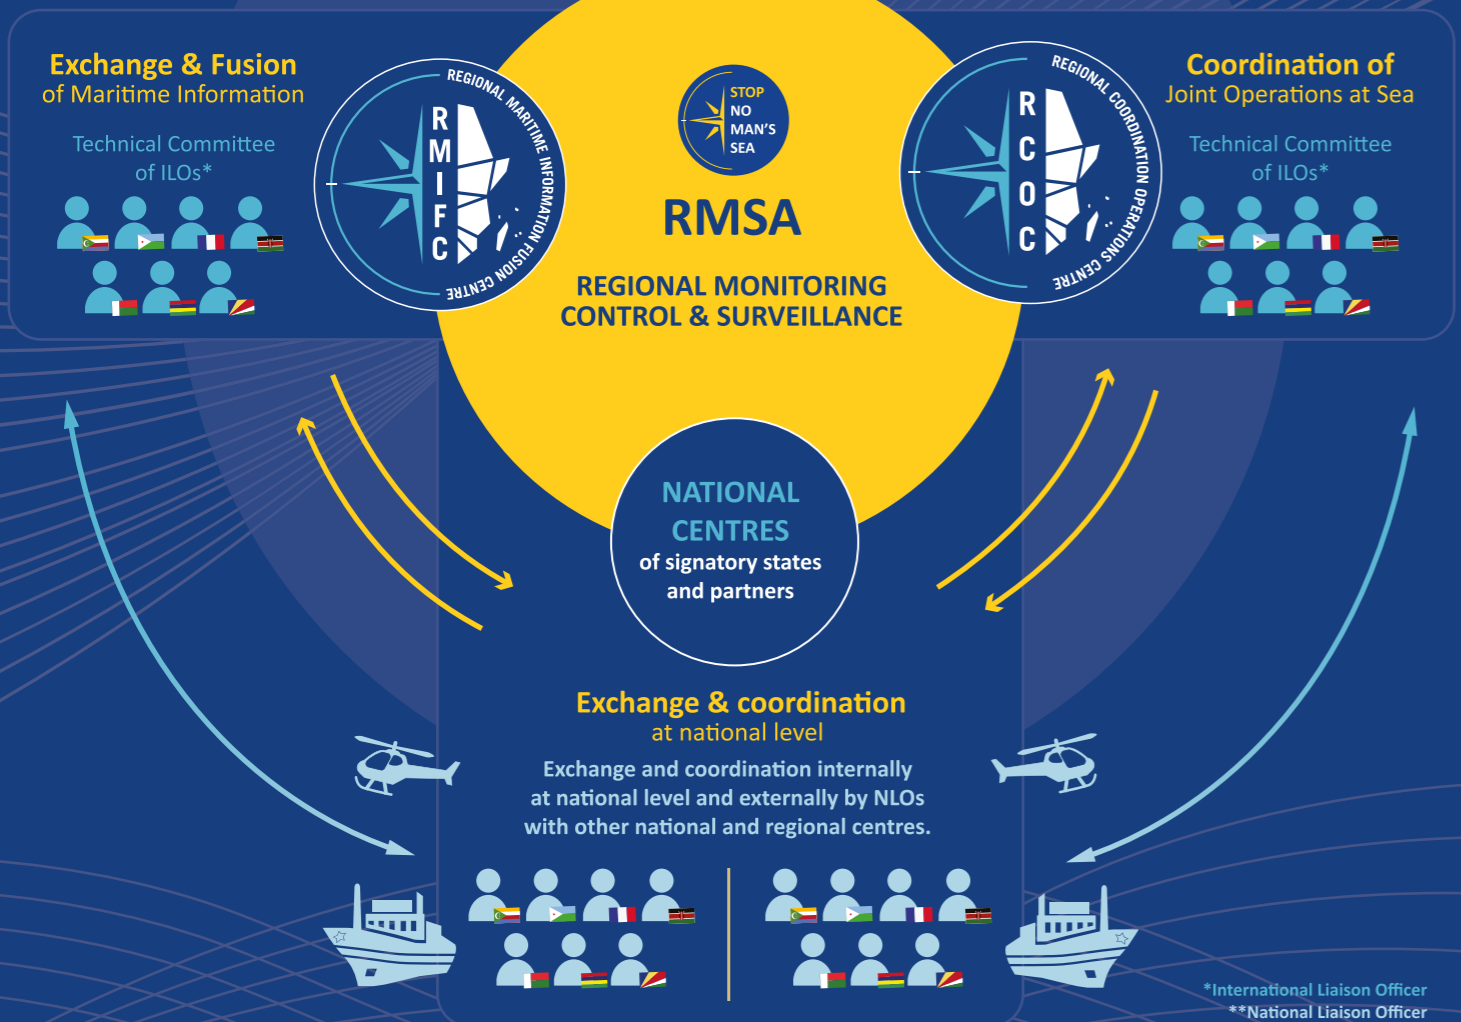 Exchange & Fusion
of Maritime Information
Technical Committee
of ILOs*
RMIFC
REGIONAL MARITIME INFORMATION FUSION CENTRE
STOP
NO
MAN'S
SEA
RMSA
REGIONAL MONITORING
CONTROL & SURVEILLANCE
RCOC
REGIONAL COORDINATION OPERATIONS CENTRE
Coordination of
Joint Operations at Sea
Technical Committee
of ILOs*
NATIONAL
CENTRES
of signatory states
and partners
Exchange & coordination
at national level
Exchange and coordination internally
at national level and externally by NLOs
with other national and regional centres.
*International Liaison Officer
**National Liaison Officer